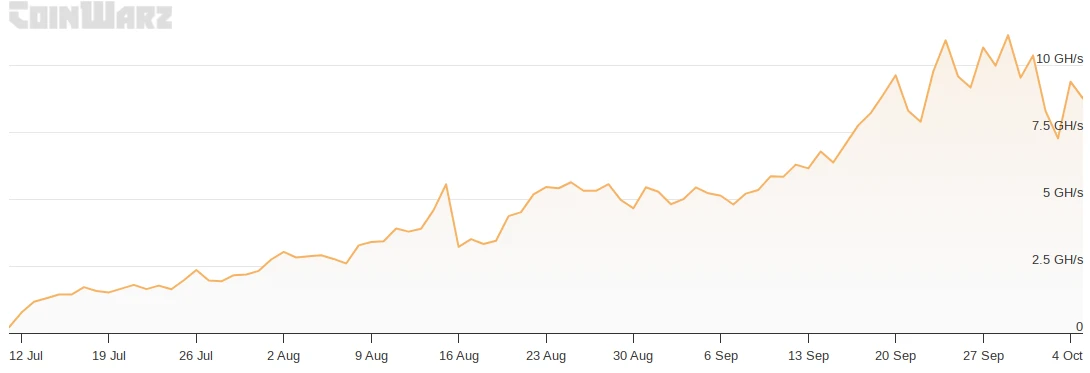 CoinWarz
10 GH/s
7.5 GH/s
5 GH/s
2.5 GH/s
0
12 Jul 19 Jul 26 Jul 2 Aug 9 Aug 16 Aug 23 Aug 30 Aug 6 Sep 13 Sep 20 Sep 27 Sep 4 Oct